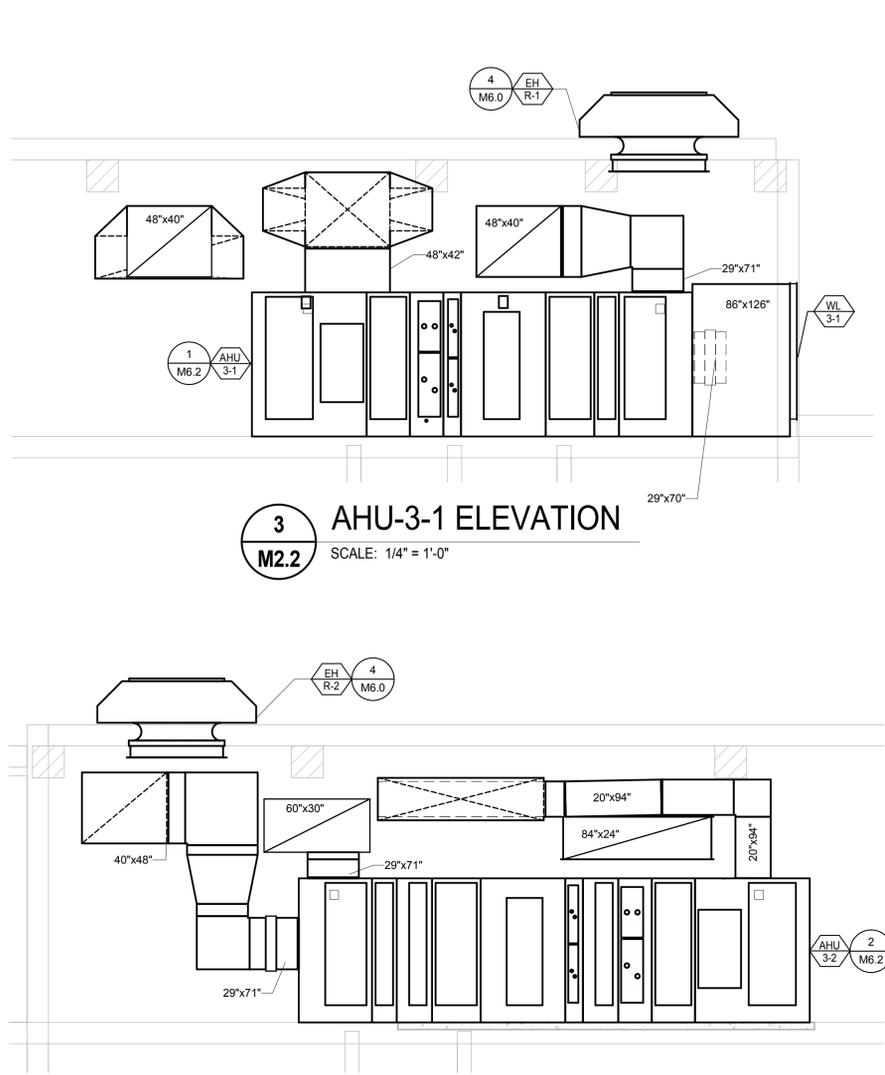 4
M6.0
EH
R-1
48"x40"
48"x40"
48"x42"
29"x71"
86"x126"
WL
3-1
1
M6.2
AHU
3-1
29"x70"
3
M2.2
AHU-3-1 ELEVATION
SCALE: 1/4" = 1'-0"
EH
R-2
4
M6.0
60"x30"
20"x94"
84"x24"
20"x94"
40"x48"
29"x71"
AHU
3-2
2
M6.2
29"x71"